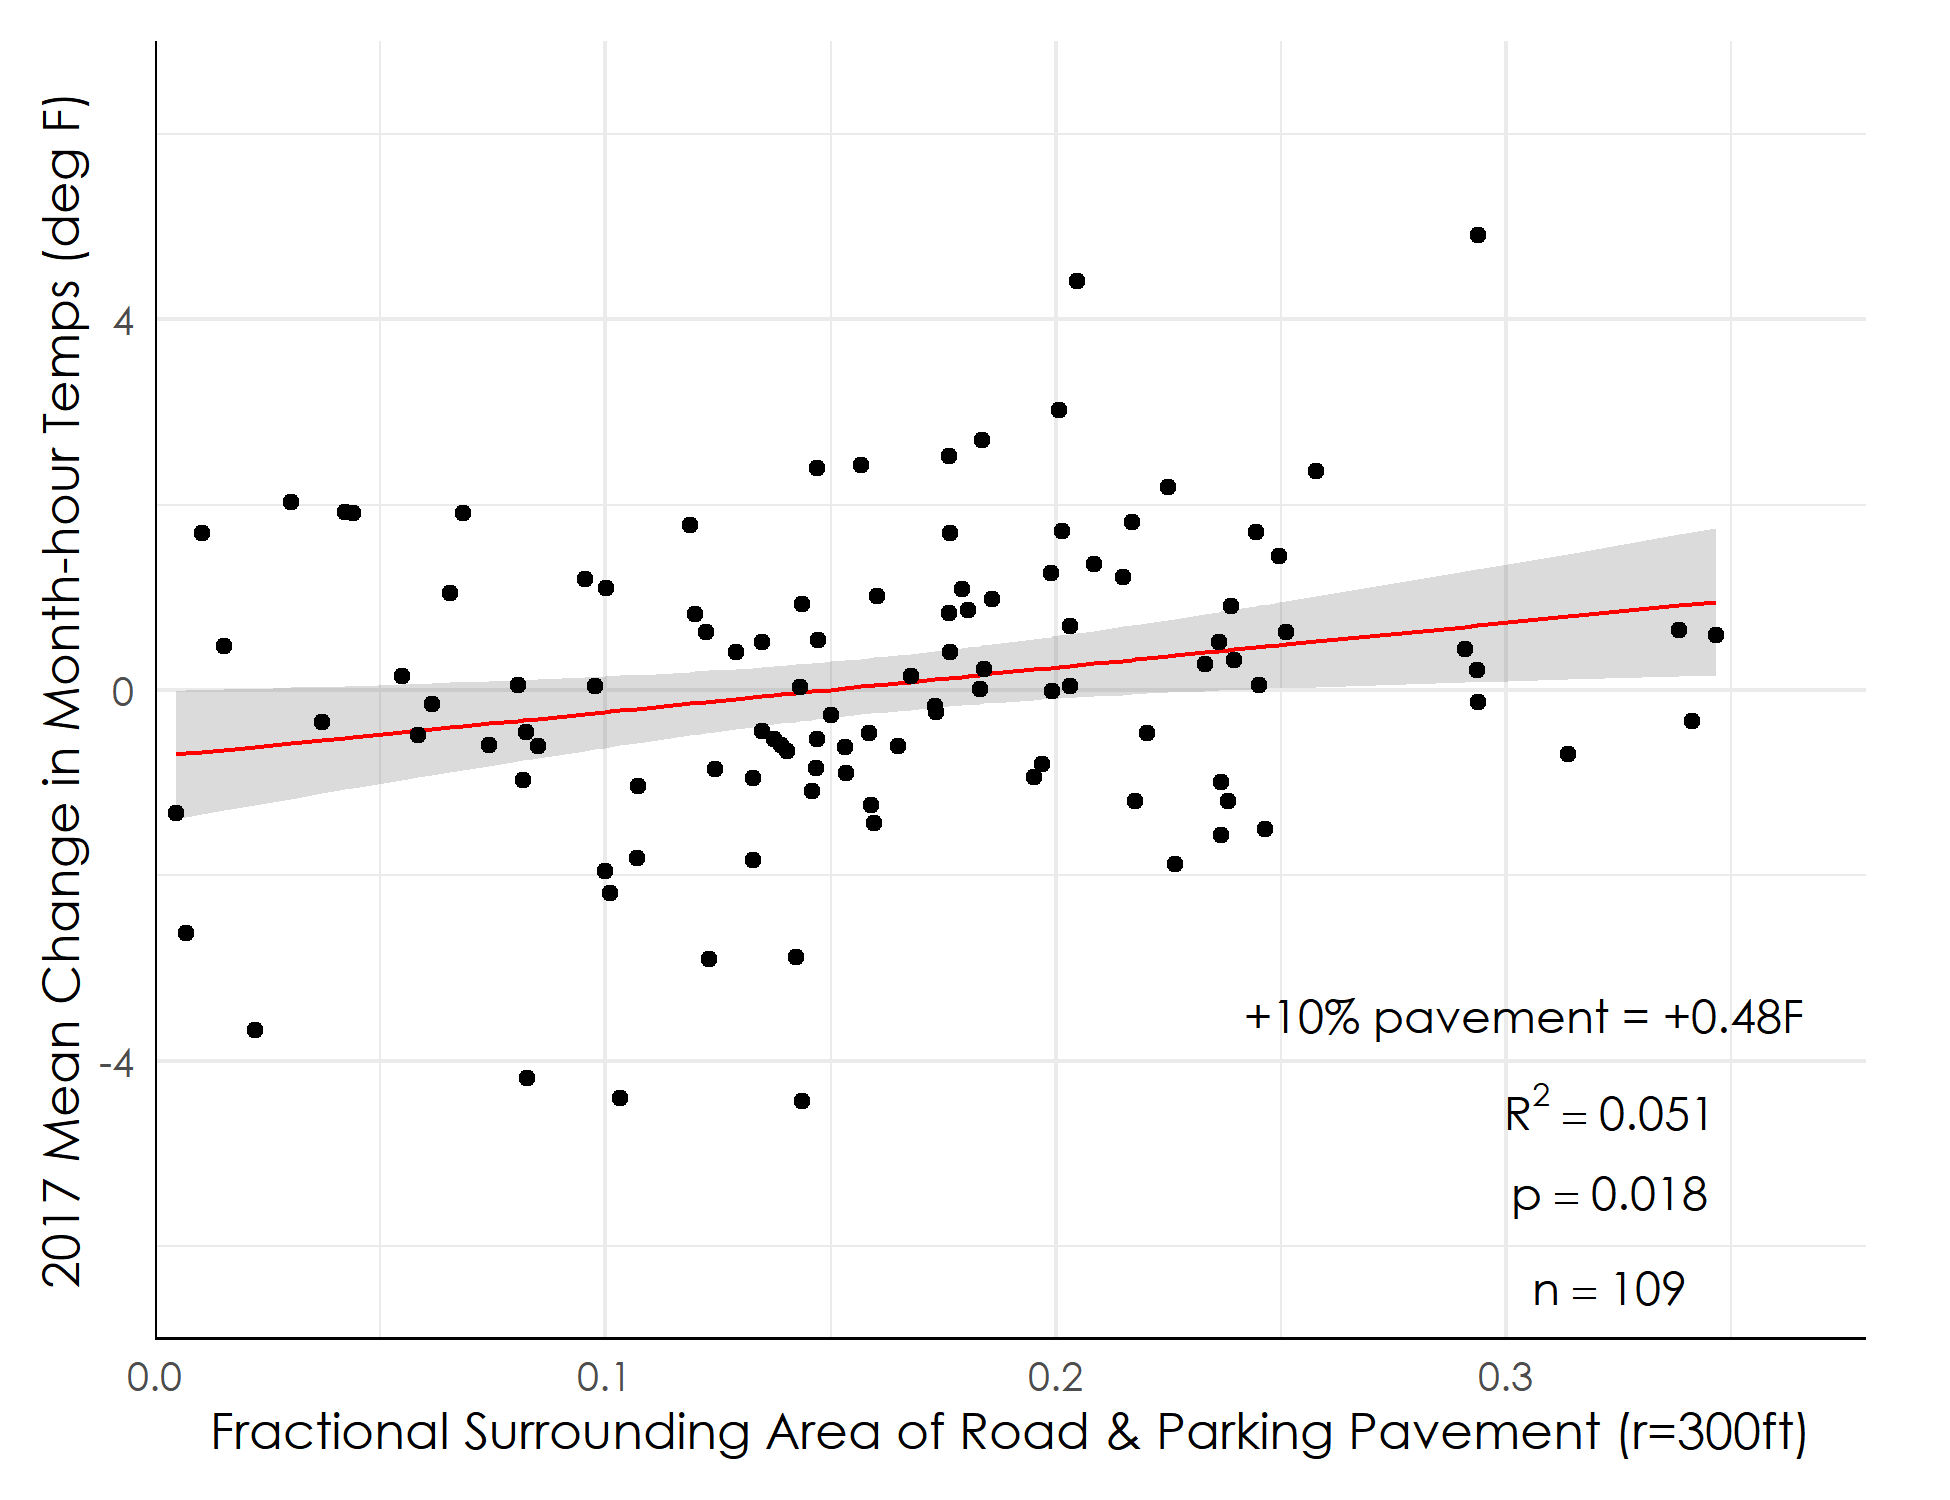 2017 Mean Change in Month-hour Temps (deg F)
4
0
-4
+10% pavement = +0.48F
R² = 0.051
p = 0.018
n = 109
0.0 0.1 0.2 0.3
Fractional Surrounding Area of Road & Parking Pavement (r=300ft)